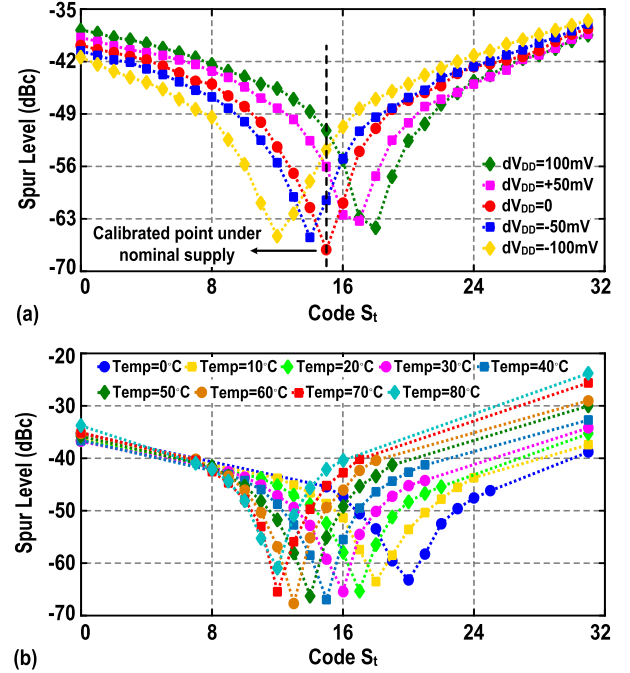 -35
-42
-49
-56
-63
-70
Spur Level (dBc)
dVDD=100mV
dVDD=+50mV
dVDD=0
dVDD=-50mV
dVDD=-100mV
Calibrated point under
nominal supply
0 8 16 24 32
Code St
(a)
-20
-30
-40
-50
-60
-70
Spur Level (dBc)
Temp=0°C Temp=10°C Temp=20°C Temp=30°C Temp=40°C
Temp=50°C Temp=60°C Temp=70°C Temp=80°C
0 8 16 24 32
Code St
(b)